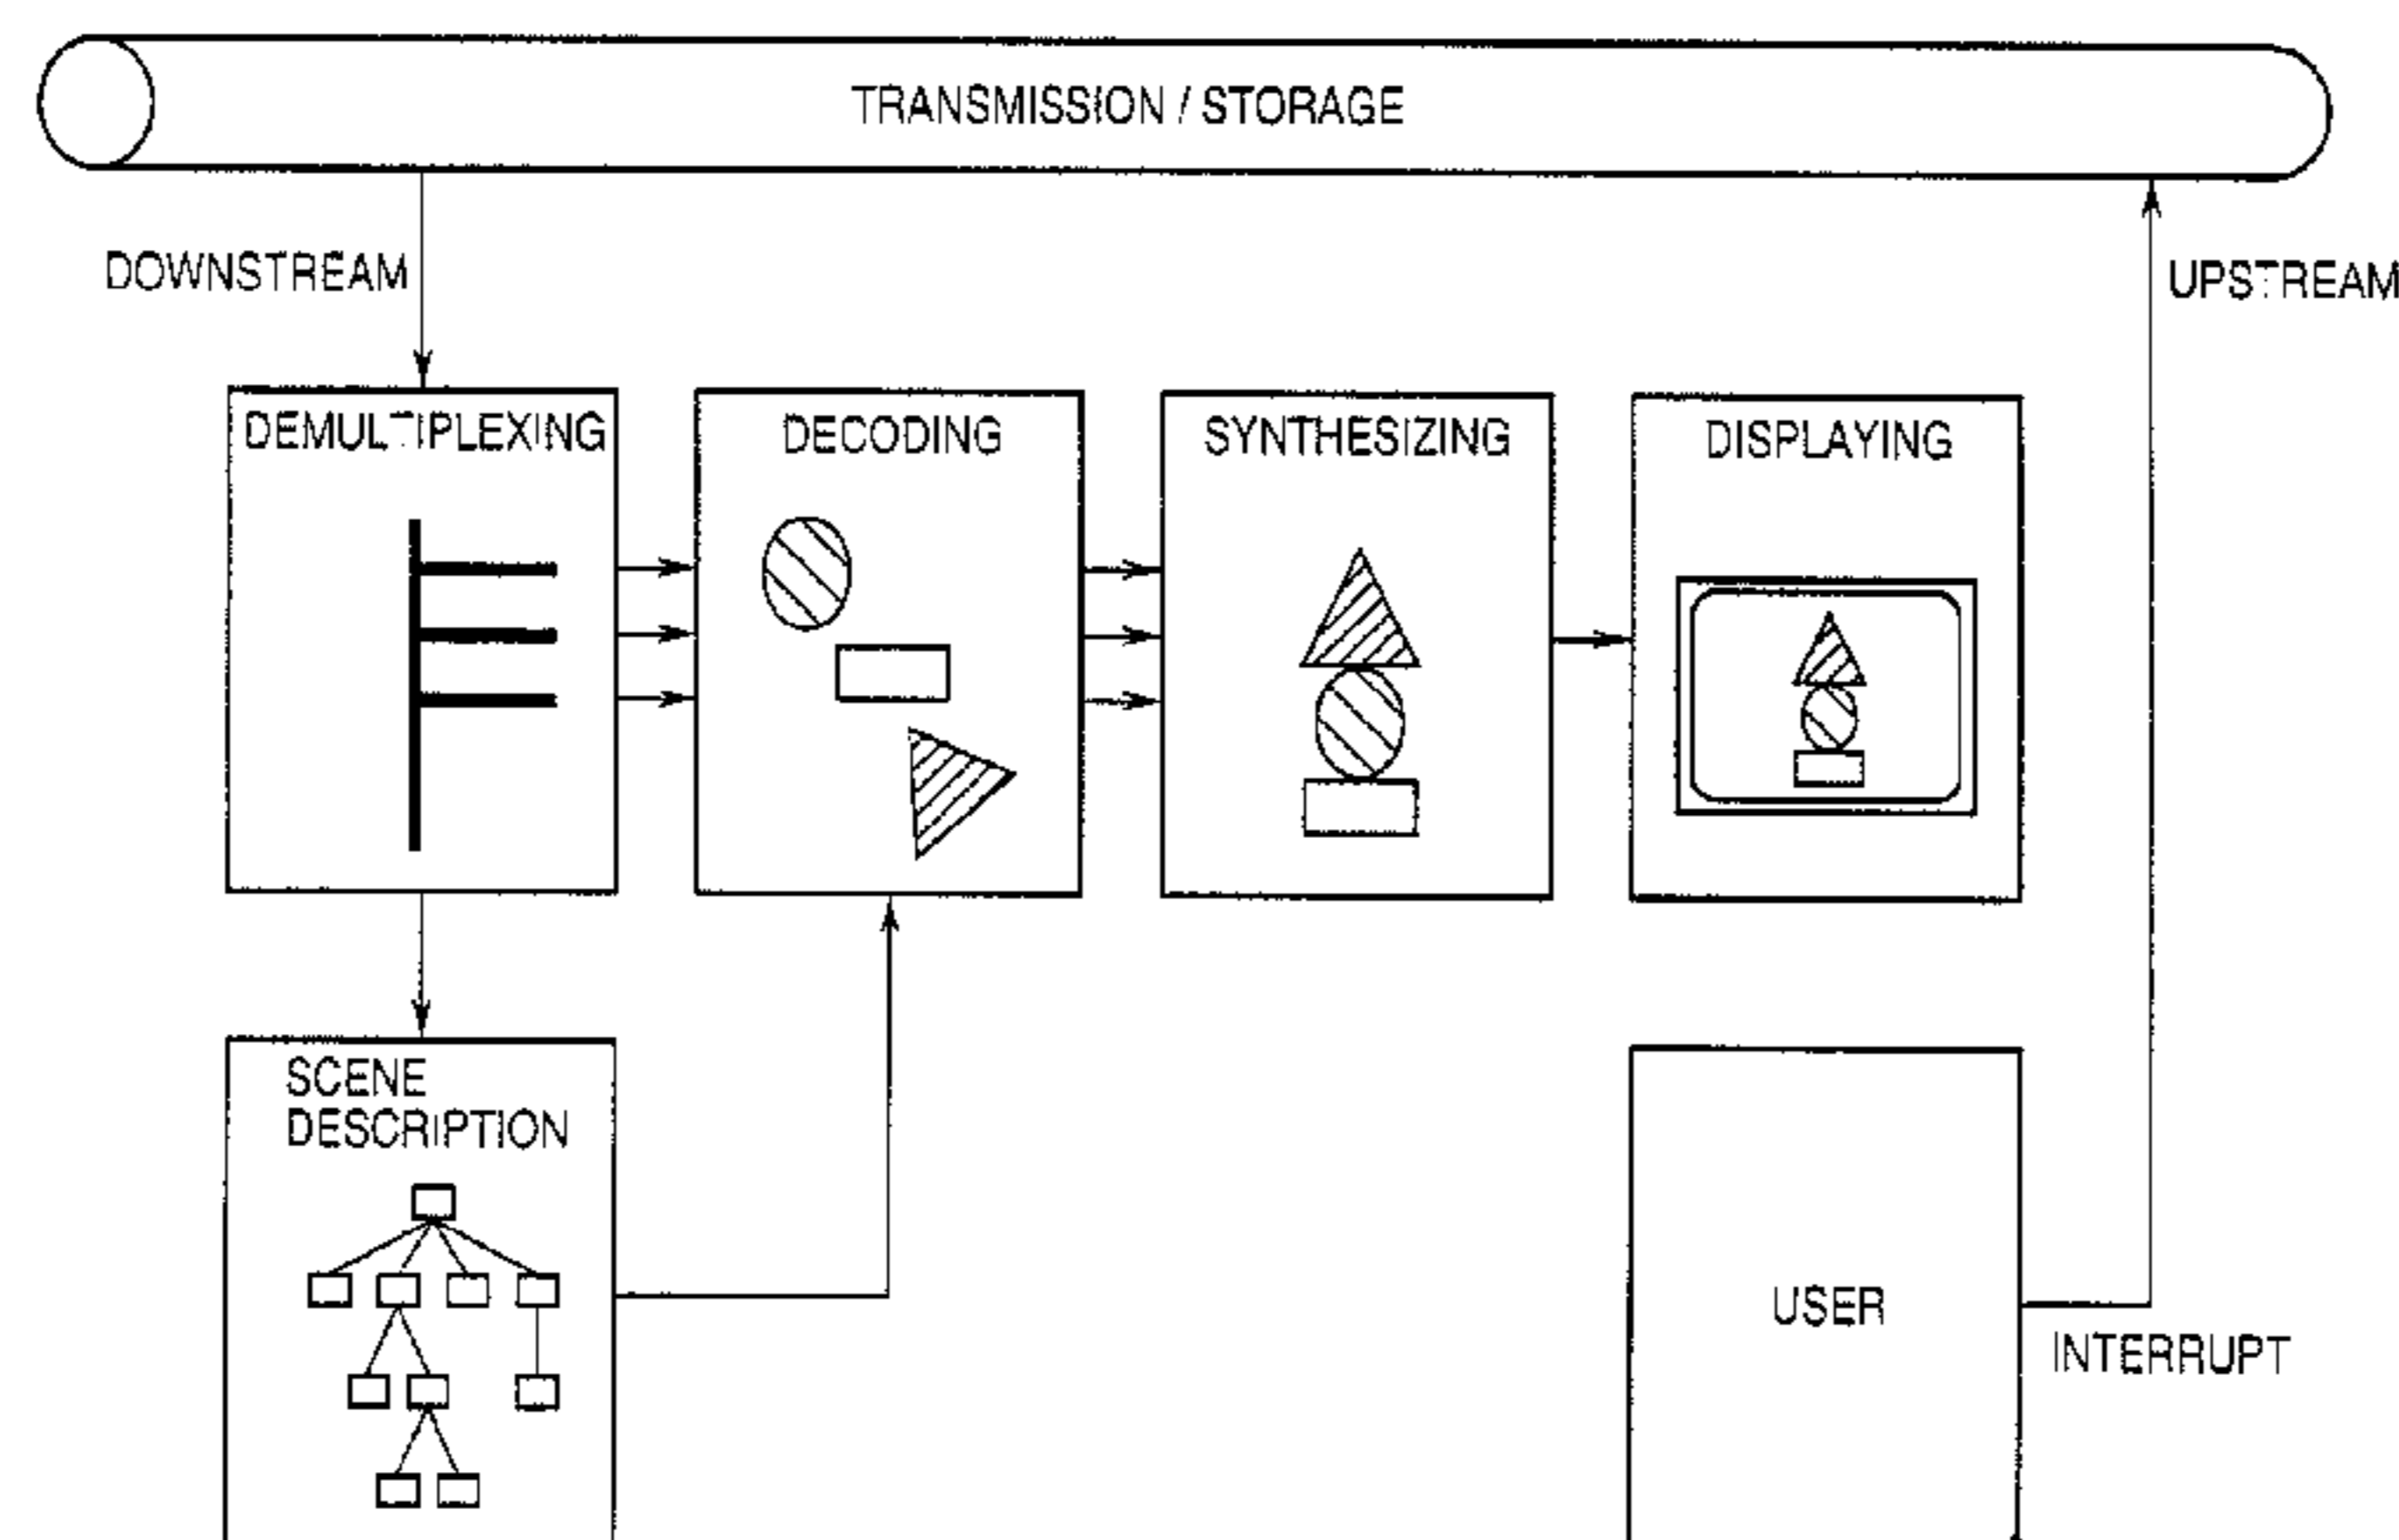 TRANSMISSION / STORAGE
DOWNSTREAM
UPSTREAM
DEMULTIPLEXING
DECODING
SYNTHESIZING
DISPLAYING
SCENE
DESCRIPTION
USER
INTERRUPT